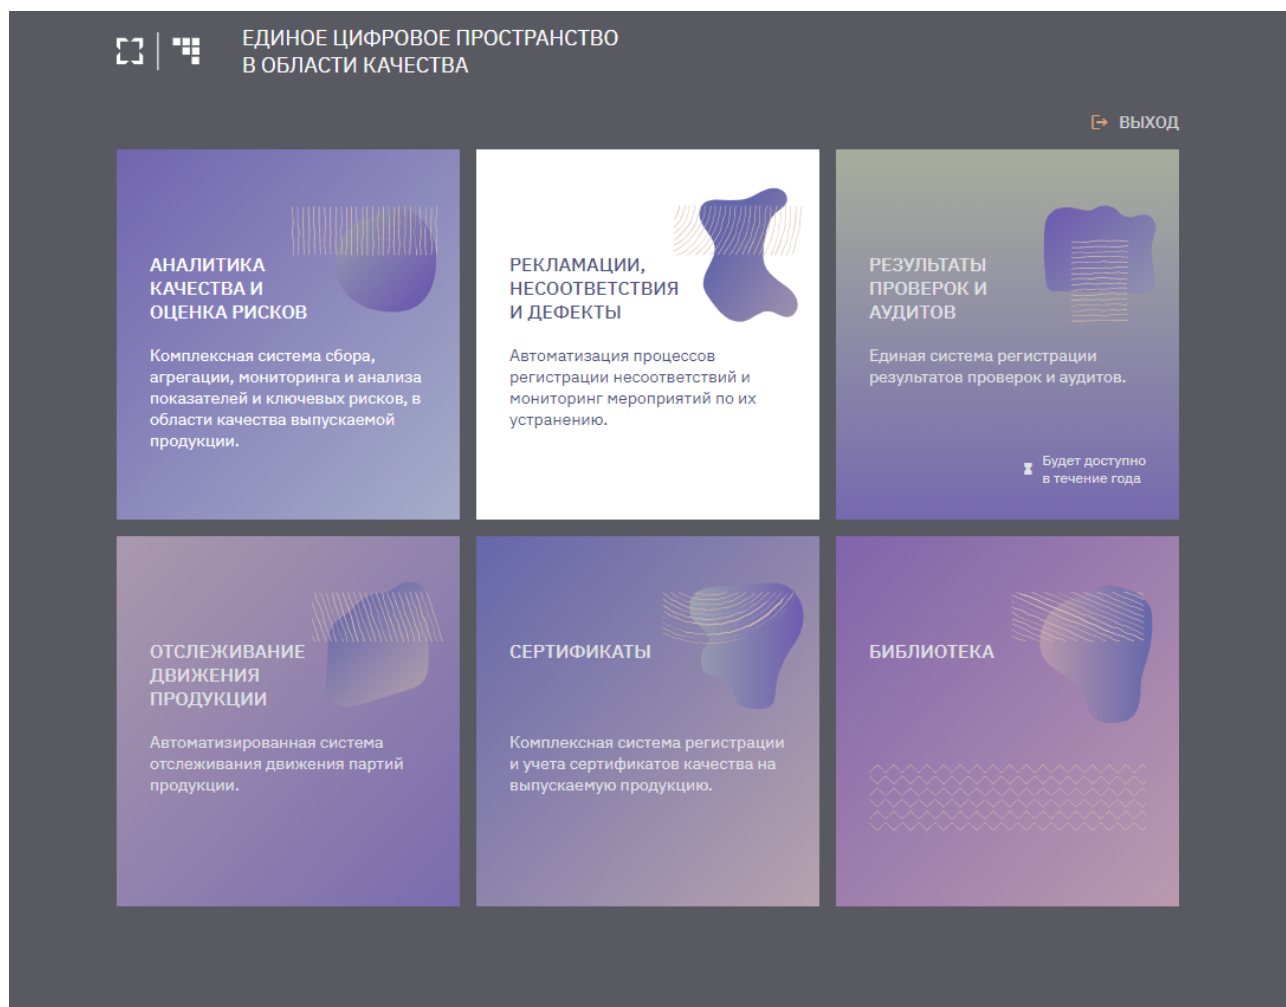 ЕДИНОЕ ЦИФРОВОЕ ПРОСТРАНСТВО
В ОБЛАСТИ КАЧЕСТВА
ВЫХОД
АНАЛИТИКА
КАЧЕСТВА И
ОЦЕНКА РИСКОВ
Комплексная система сбора,
агрегации, мониторинга и анализа
показателей и ключевых рисков, в
области качества выпускаемой
продукции.
РЕКЛАМАЦИИ,
НЕСООТВЕТСТВИЯ
И ДЕФЕКТЫ
Автоматизация процессов
регистрации несоответствий и
мониторинг мероприятий по их
устранению.
РЕЗУЛЬТАТЫ
ПРОВЕРОК И
АУДИТОВ
Единая система регистрации
результатов проверок и аудитов.
Будет доступно
в течение года
ОТСЛЕЖИВАНИЕ
ДВИЖЕНИЯ
ПРОДУКЦИИ
Автоматизированная система
отслеживания движения партий
продукции.
СЕРТИФИКАТЫ
Комплексная система регистрации
и учета сертификатов качества на
выпускаемую продукцию.
БИБЛИОТЕКА